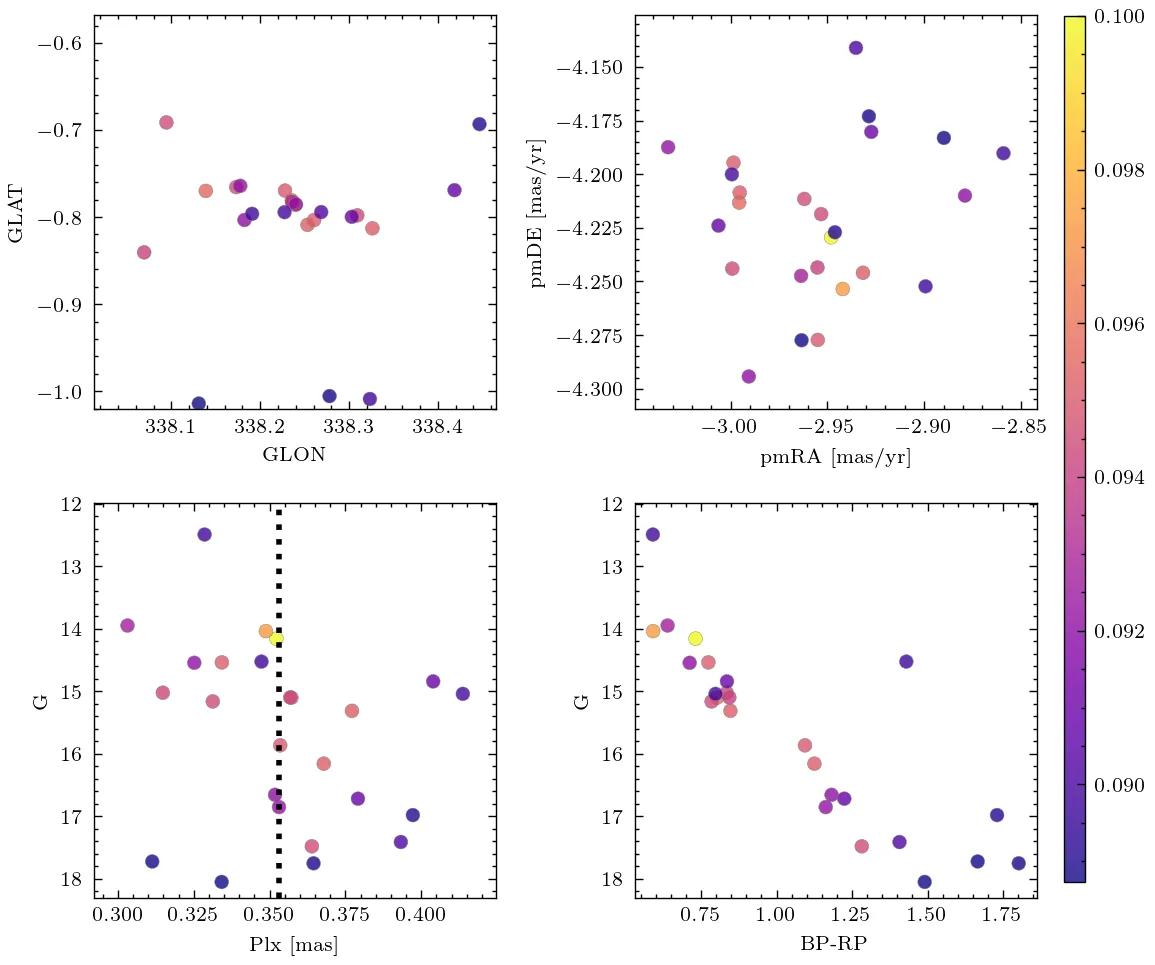 −0.6
−0.7
−0.8
−0.9
−1.0
GLAT
338.1 338.2 338.3 338.4
GLON
−4.150
−4.175
−4.200
−4.225
−4.250
−4.275
−4.300
pmDE [mas/yr]
−3.00 −2.95 −2.90 −2.85
pmRA [mas/yr]
12
13
14
15
16
17
18
G
0.300 0.325 0.350 0.375 0.400
Plx [mas]
12
13
14
15
16
17
18
G
0.75 1.00 1.25 1.50 1.75
BP-RP
0.100
0.098
0.096
0.094
0.092
0.090